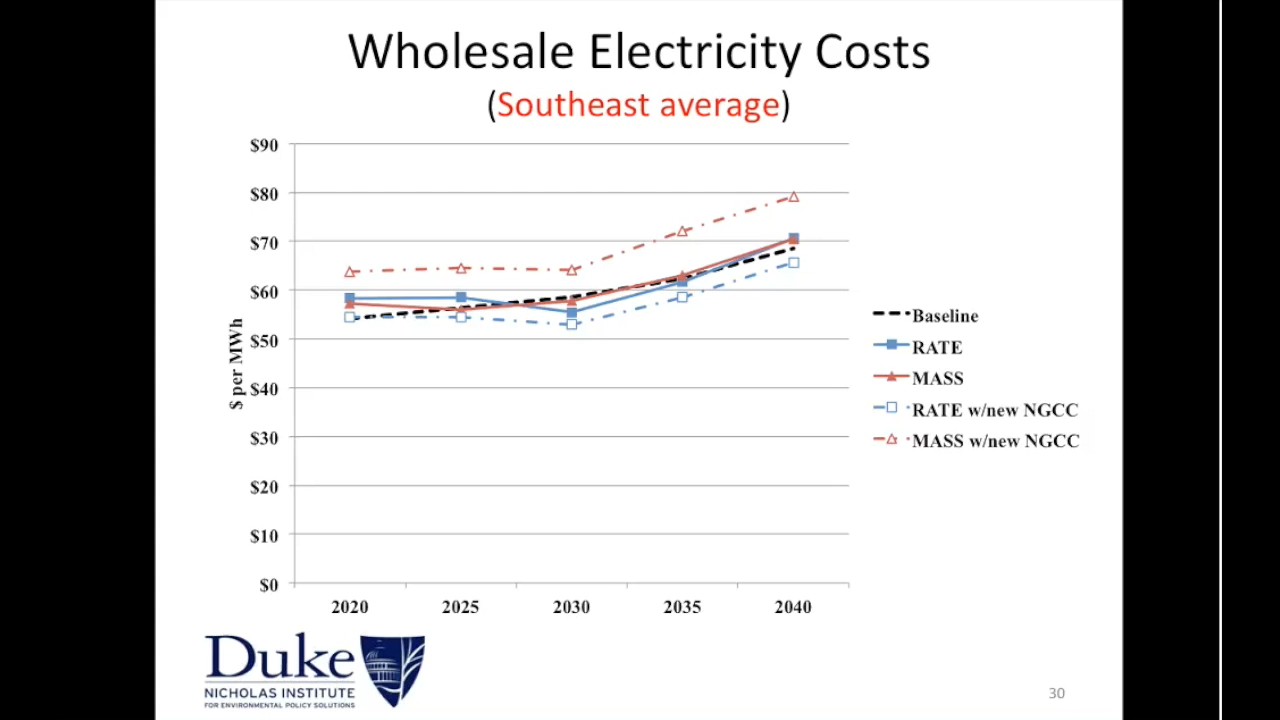 Wholesale Electricity Costs
(Southeast average)
$90
$80
$70
$60
$50
$40
$30
$20
$10
$0
$ per MWh
2020 2025 2030 2035 2040
Baseline
RATE
MASS
RATE w/new NGCC
MASS w/new NGCC
Duke
NICHOLAS INSTITUTE
FOR ENVIRONMENTAL POLICY SOLUTIONS
30